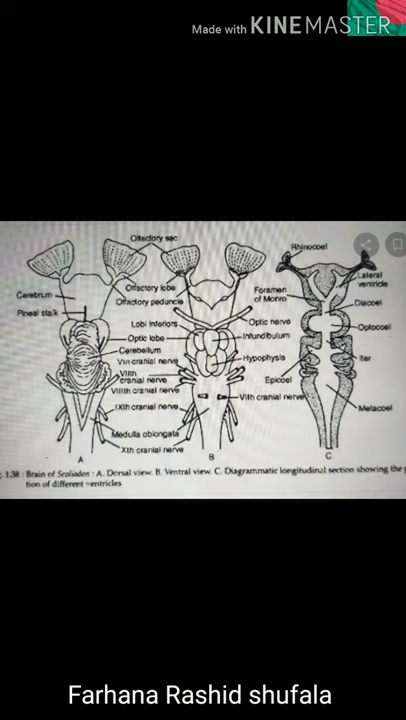 Made with KINEMASTER
Olfactory sac
Rhinocoel
Lateral
ventricle
Cerebrum
Olfactory lobe
Olfactory peduncle
Foramen
of Monro
Diacoel
Pineal stalk
Lobi inferiors
Optic nerve
Optic lobe
Infundibulum
Optocoel
Cerebellum
Vth cranial nerve
Hypophysis
Iter
VIIth
cranial nerve
Epicoel
VIIIth cranial nerve
VIth cranial nerve
IXth cranial nerve
Metacoel
Medulla oblongata
Xth cranial nerve
A
B
C
1.38 : Brain of Scoliodon : A. Dorsal view. B. Ventral view. C. Diagrammatic longitudinal section showing the
tion of different ventricles
Farhana Rashid shufala